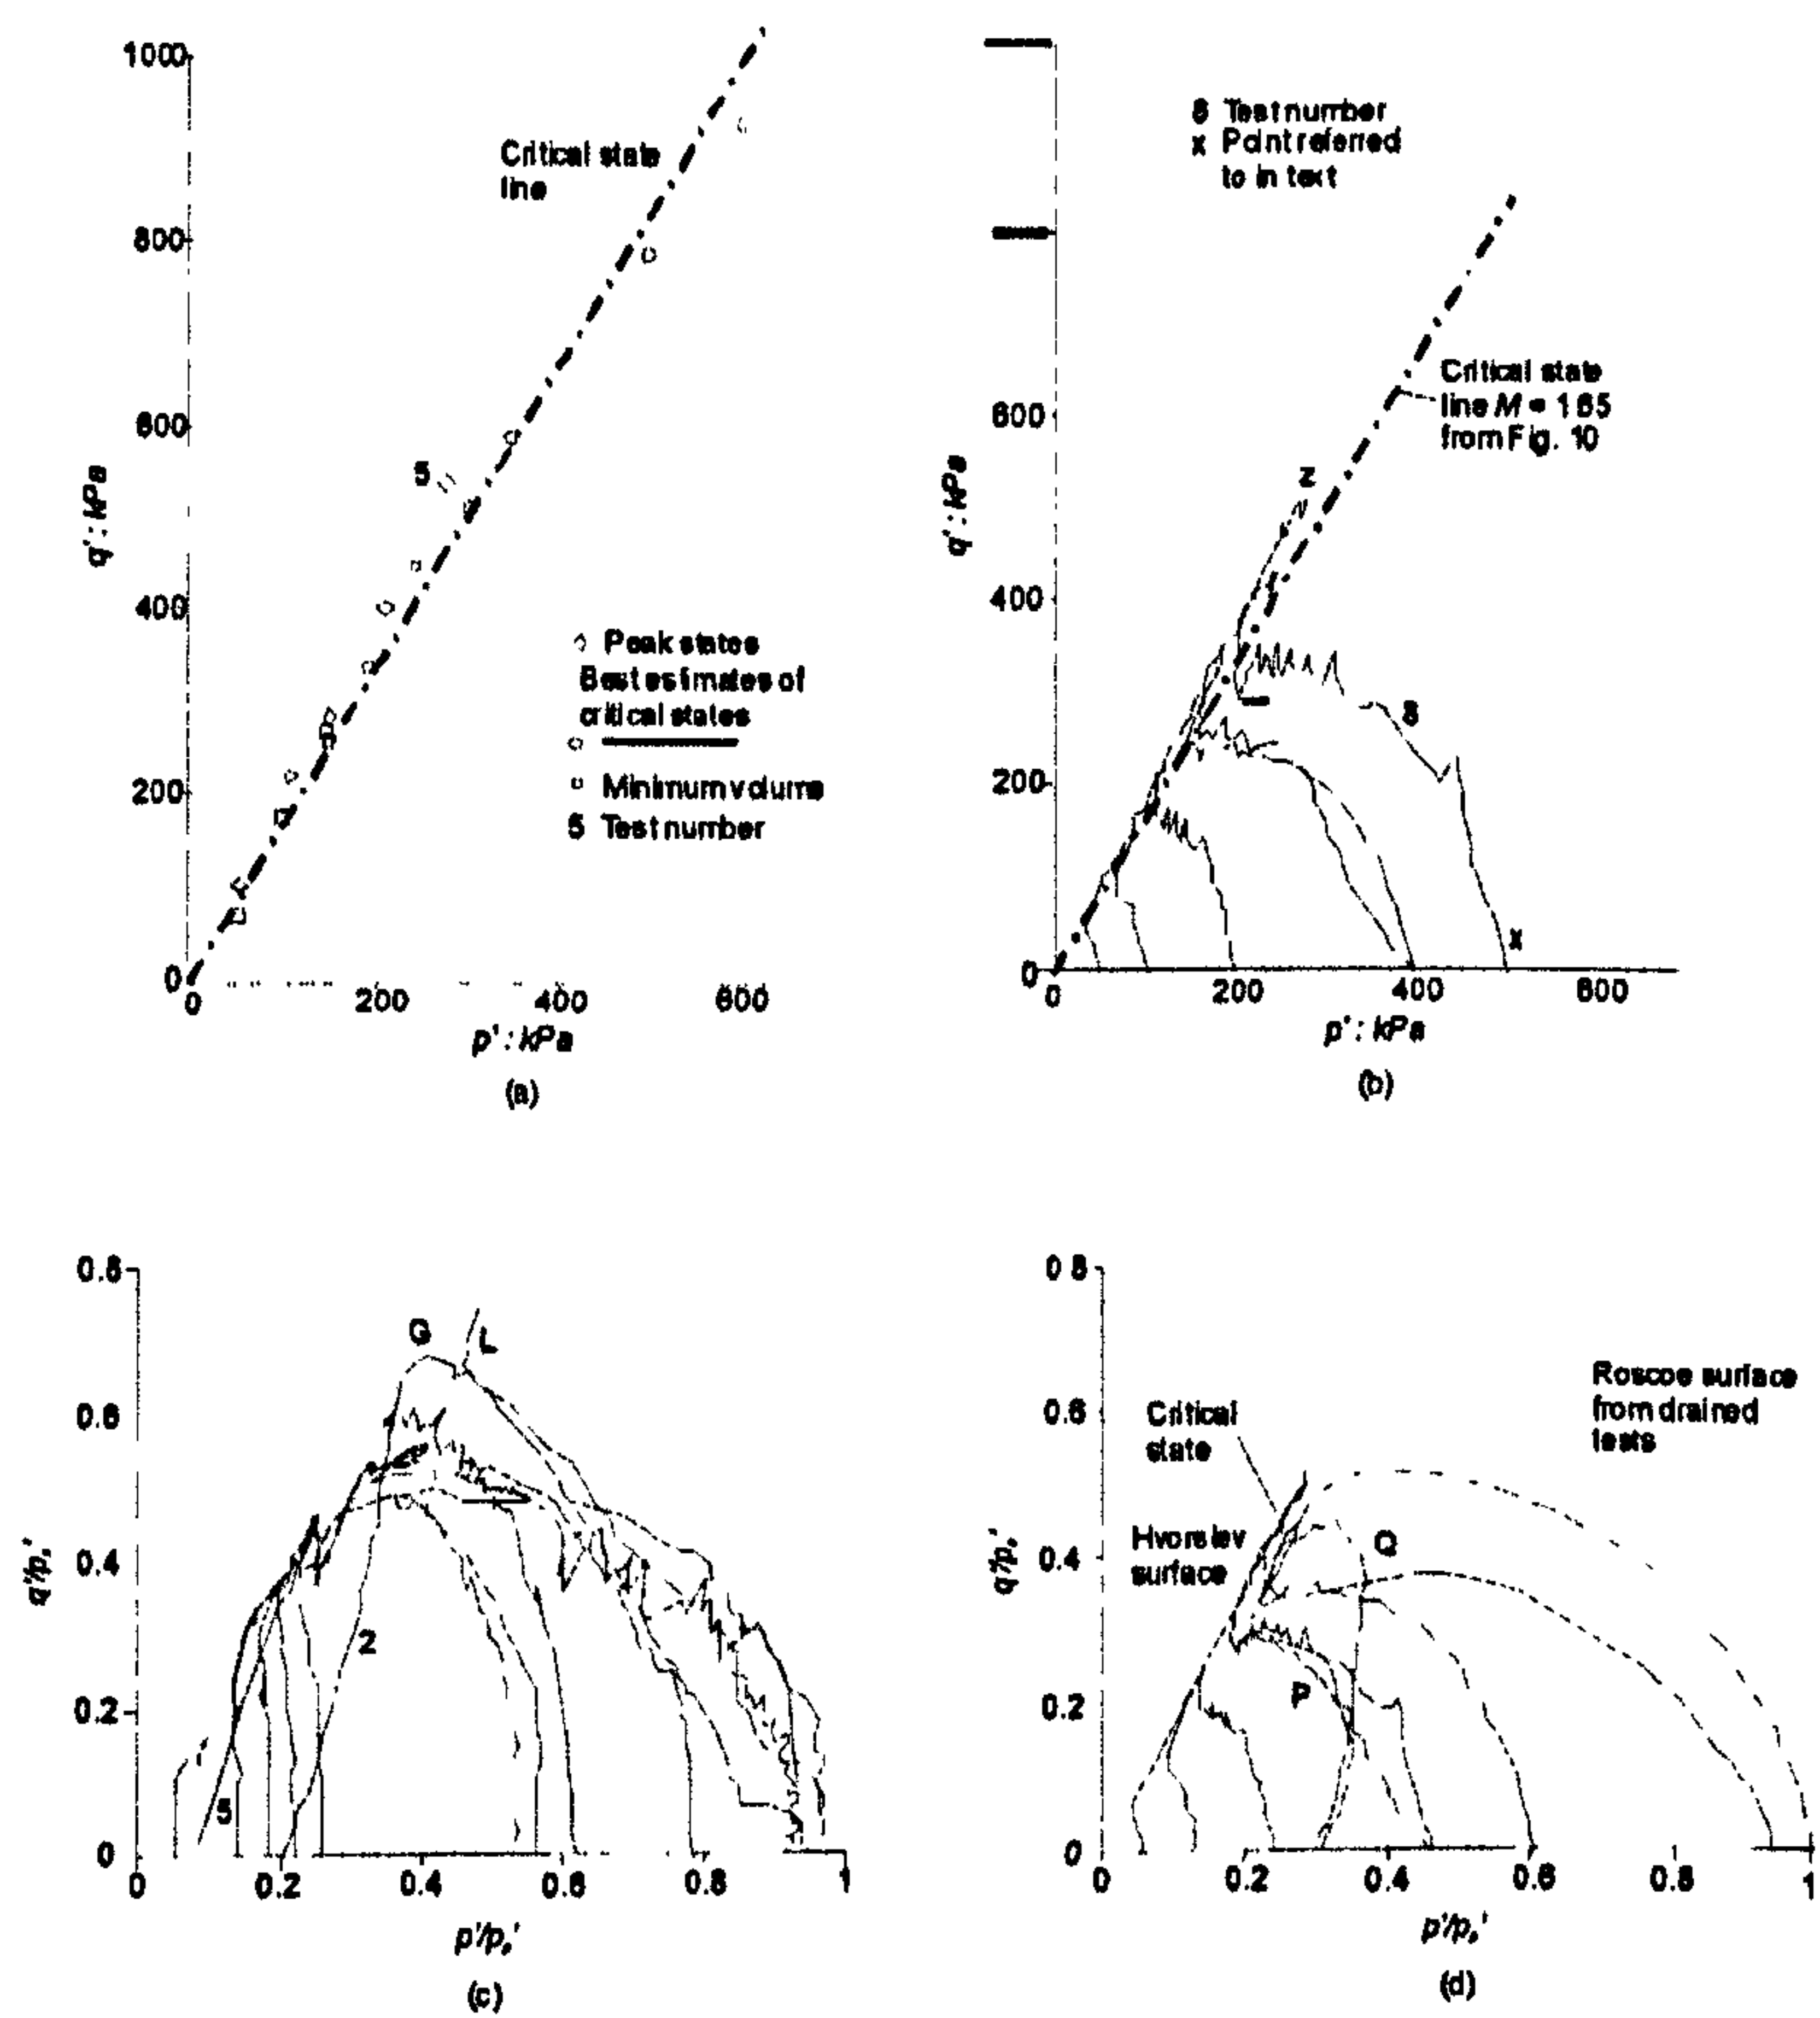 1000
800
600
400
200
0
q' : kPa
Critical state
line
5
Peak states
Best estimates of
critical states
Minimum volume
5 Test number
0
200
400
600
p' : kPa
(a)
8 Test number
x Point referred
to in text
600
400
200
0
q' : kPa
Critical state
line M = 1.65
from Fig. 10
Z
8
x
0
200
400
600
p' : kPa
(b)
0.8
0.6
0.4
0.2
0
G
L
2
5
0
0.2
0.4
0.6
0.8
1
(c)
0.8
0.6
0.4
0.2
0
Critical
state
Hvorslev
surface
Roscoe surface
from drained
tests
Q
P
0
0.2
0.4
0.6
0.8
1
(d)